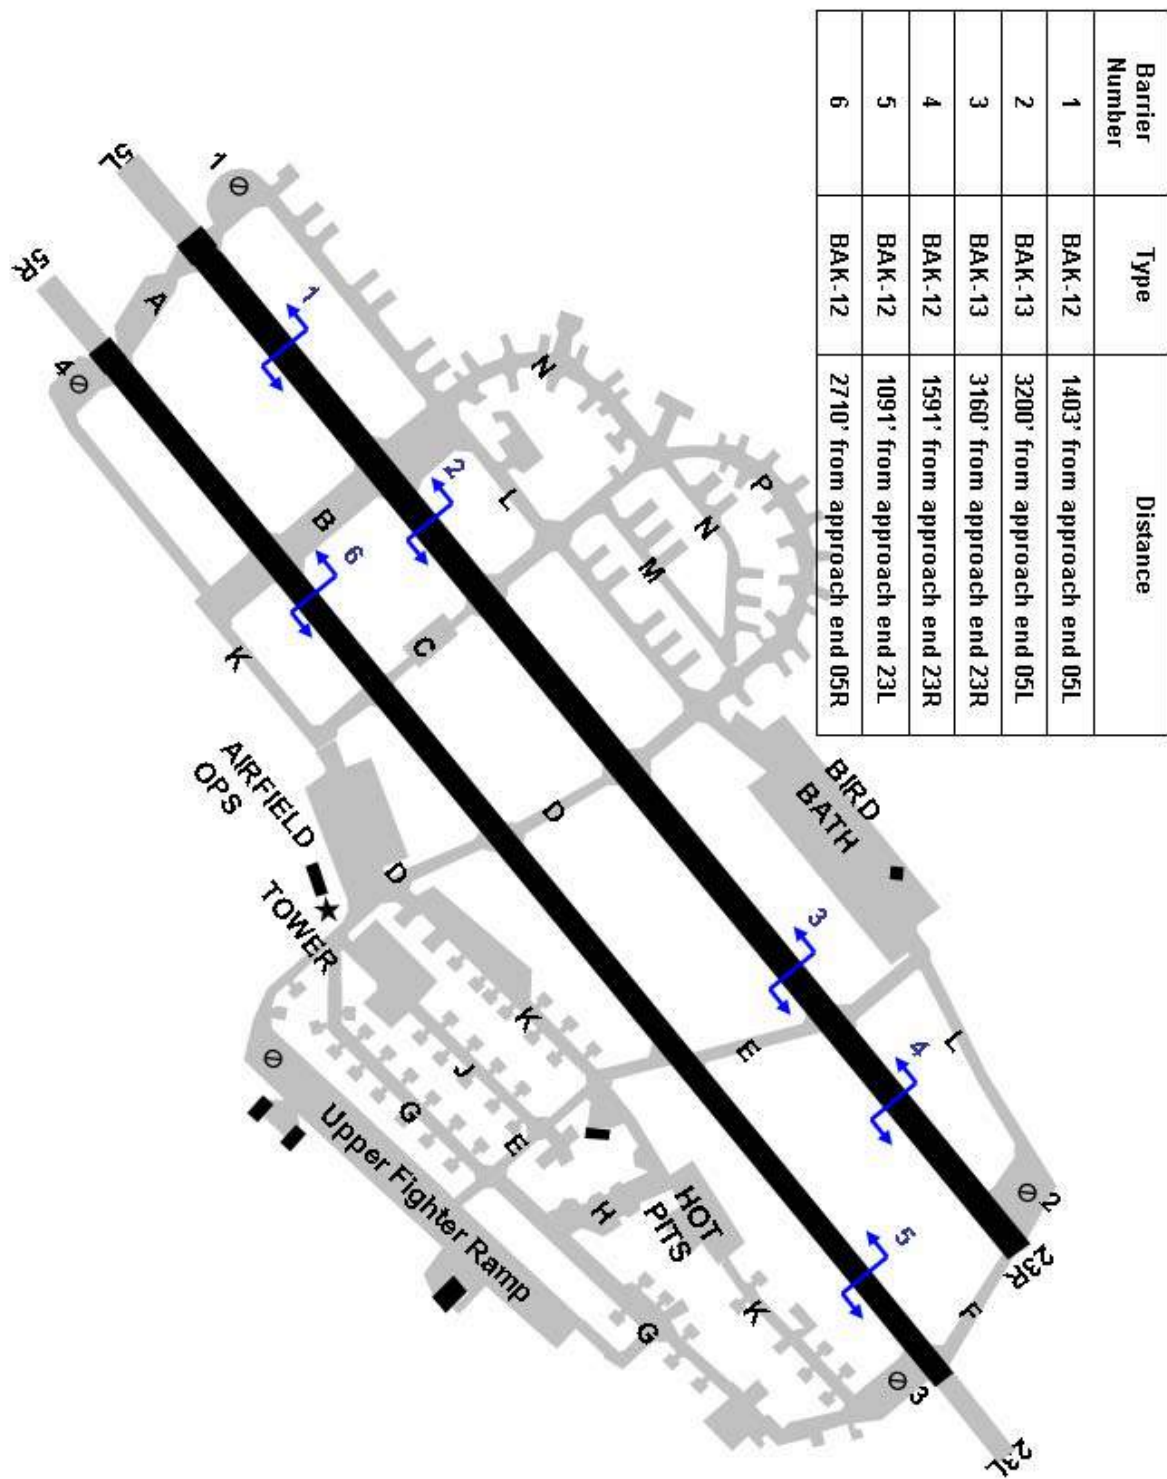 Barrier Number Type Distance
1 BAK-12 1403' from approach end 05L
2 BAK-13 3200' from approach end 05L
3 BAK-13 3160' from approach end 23R
4 BAK-12 1591' from approach end 23R
5 BAK-12 1091' from approach end 23L
6 BAK-12 2710' from approach end 05R
5L
1
5R
A
4
1
N
2
L
P
N
M
B
6
C
K
AIRFIELD
OPS
BIRD
BATH
D
D
TOWER
3
K
E
L
4
J
G
E
Upper Fighter Ramp
H
HOT
PITS
2
23R
5
K
F
G
3
23L